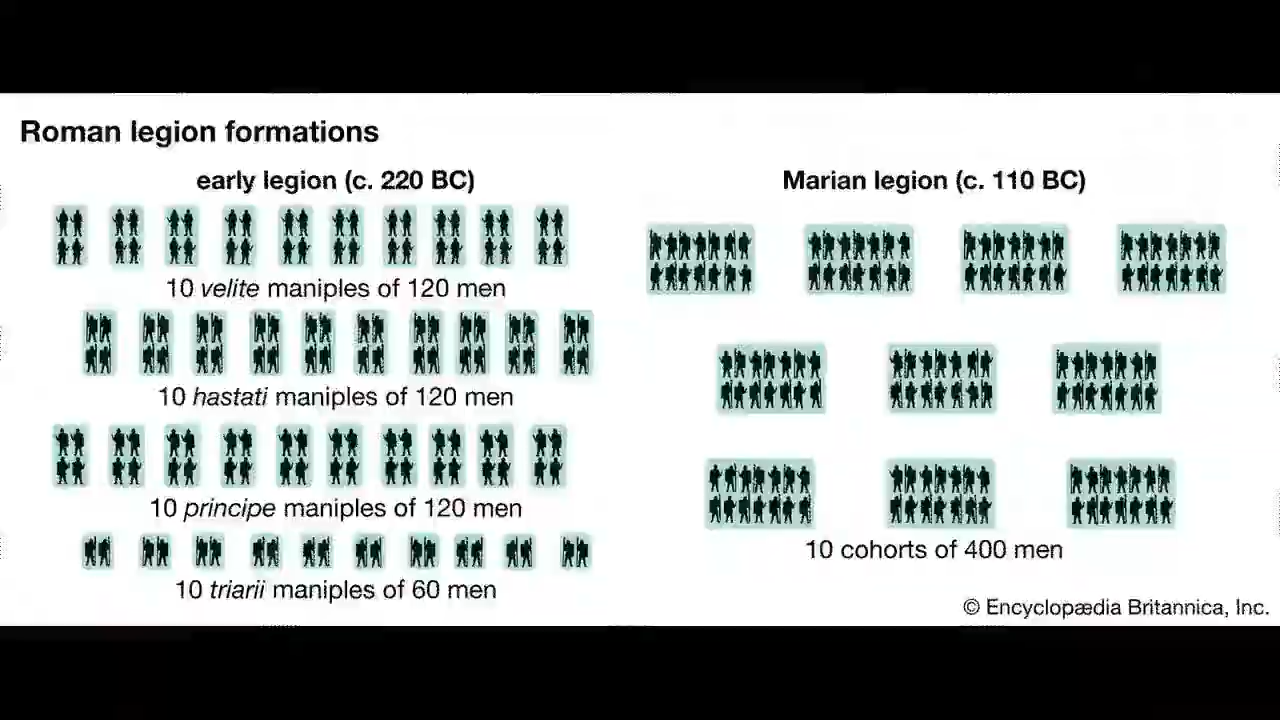 Roman legion formations
early legion (c. 220 BC)
10 velite maniples of 120 men
10 hastati maniples of 120 men
10 principe maniples of 120 men
10 triarii maniples of 60 men
Marian legion (c. 110 BC)
10 cohorts of 400 men
© Encyclopædia Britannica, Inc.